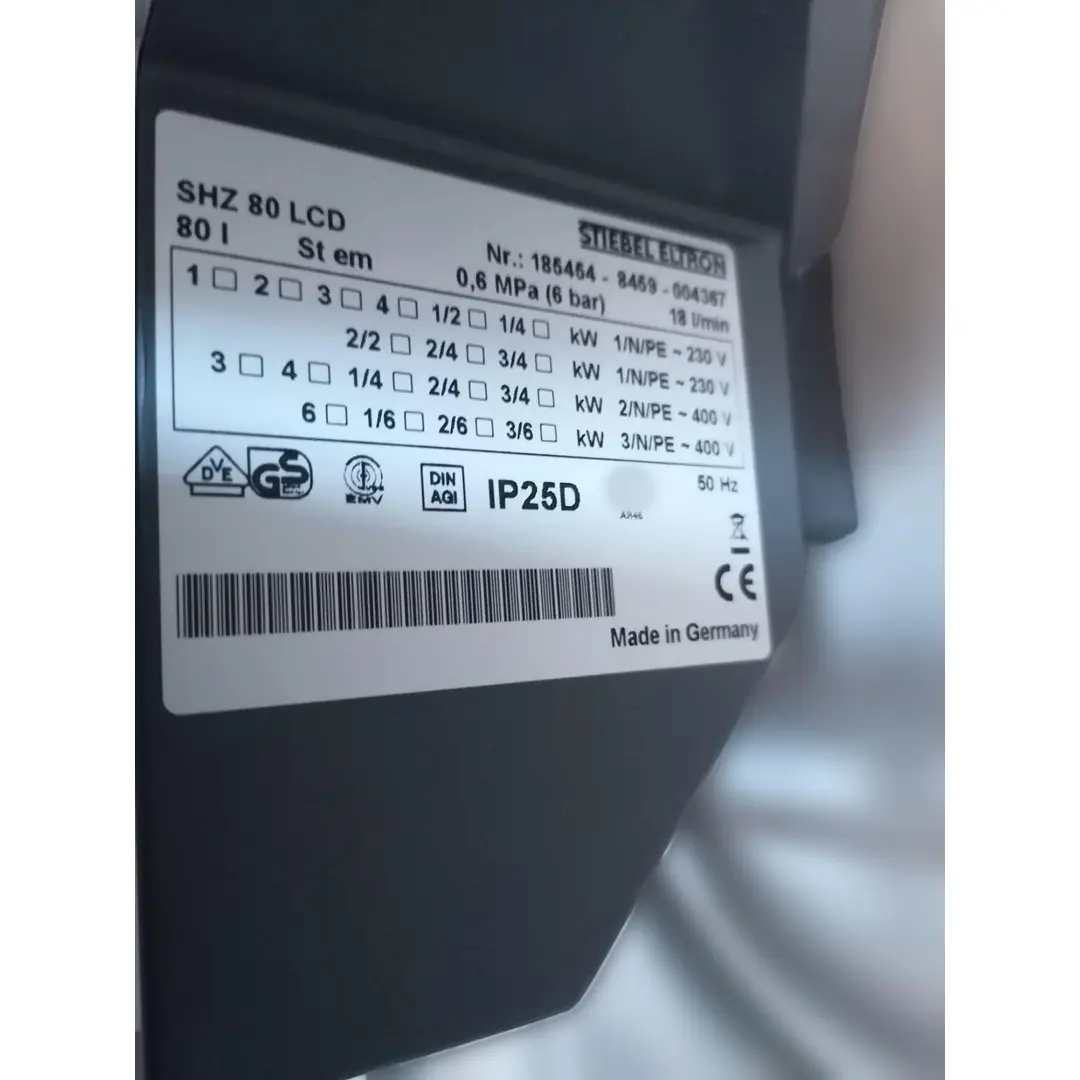 SHZ 80 LCD
STIEBEL ELTRON
80 l St em
Nr.: 185454 - 8469 - 004367
0,6 MPa (6 bar) 18 l/min
1 □ 2 □ 3 □ 4 □ 1/2 □ 1/4 □ kW 1/N/PE ~ 230 V
2/2 □ 2/4 □ 3/4 □ kW 1/N/PE ~ 230 V
3 □ 4 □ 1/4 □ 2/4 □ 3/4 □ kW 2/N/PE ~ 400 V
6 □ 1/6 □ 2/6 □ 3/6 □ kW 3/N/PE ~ 400 V
DVE GS EMV DIN AGI IP25D 50 Hz
CE
Made in Germany